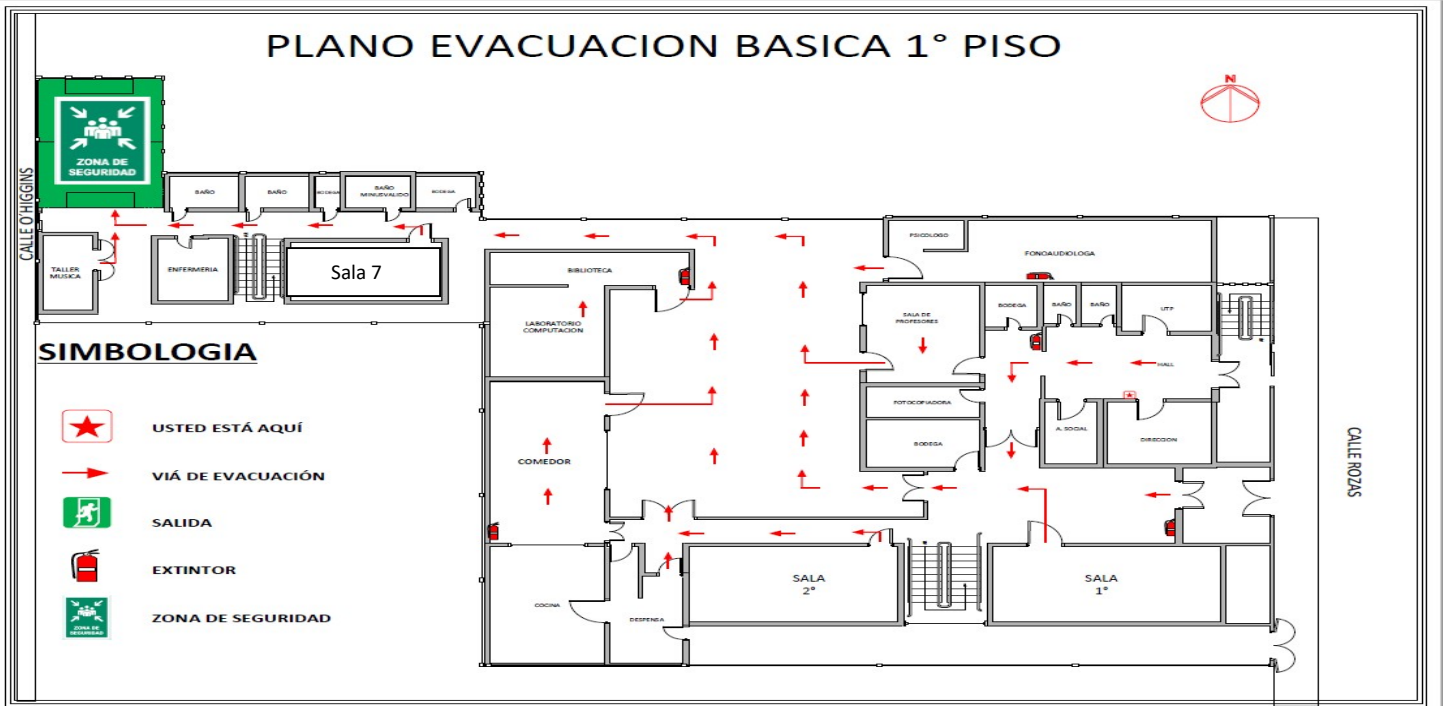 PLANO EVACUACION BASICA 1° PISO
N
ZONA DE
SEGURIDAD
CALLE O'HIGGINS
BAÑO
BAÑO
BODEGA
BAÑO
MINUSVALIDO
BODEGA
TALLER
MUSICA
ENFERMERIA
Sala 7
BIBLIOTECA
LABORATORIO
COMPUTACION
PSICOLOGO
FONOAUDIOLOGA
SALA DE
PROFESORES
BODEGA
BAÑO
BAÑO
UTP
HALL
FOTOCOPIADORA
BODEGA
A. SOCIAL
DIRECCION
CALLE ROZAS
COMEDOR
COCINA
DESPENSA
SALA
2°
SALA
1°
SIMBOLOGIA
USTED ESTÁ AQUÍ
VIÁ DE EVACUACIÓN
SALIDA
EXTINTOR
ZONA DE
SEGURIDAD
ZONA DE SEGURIDAD